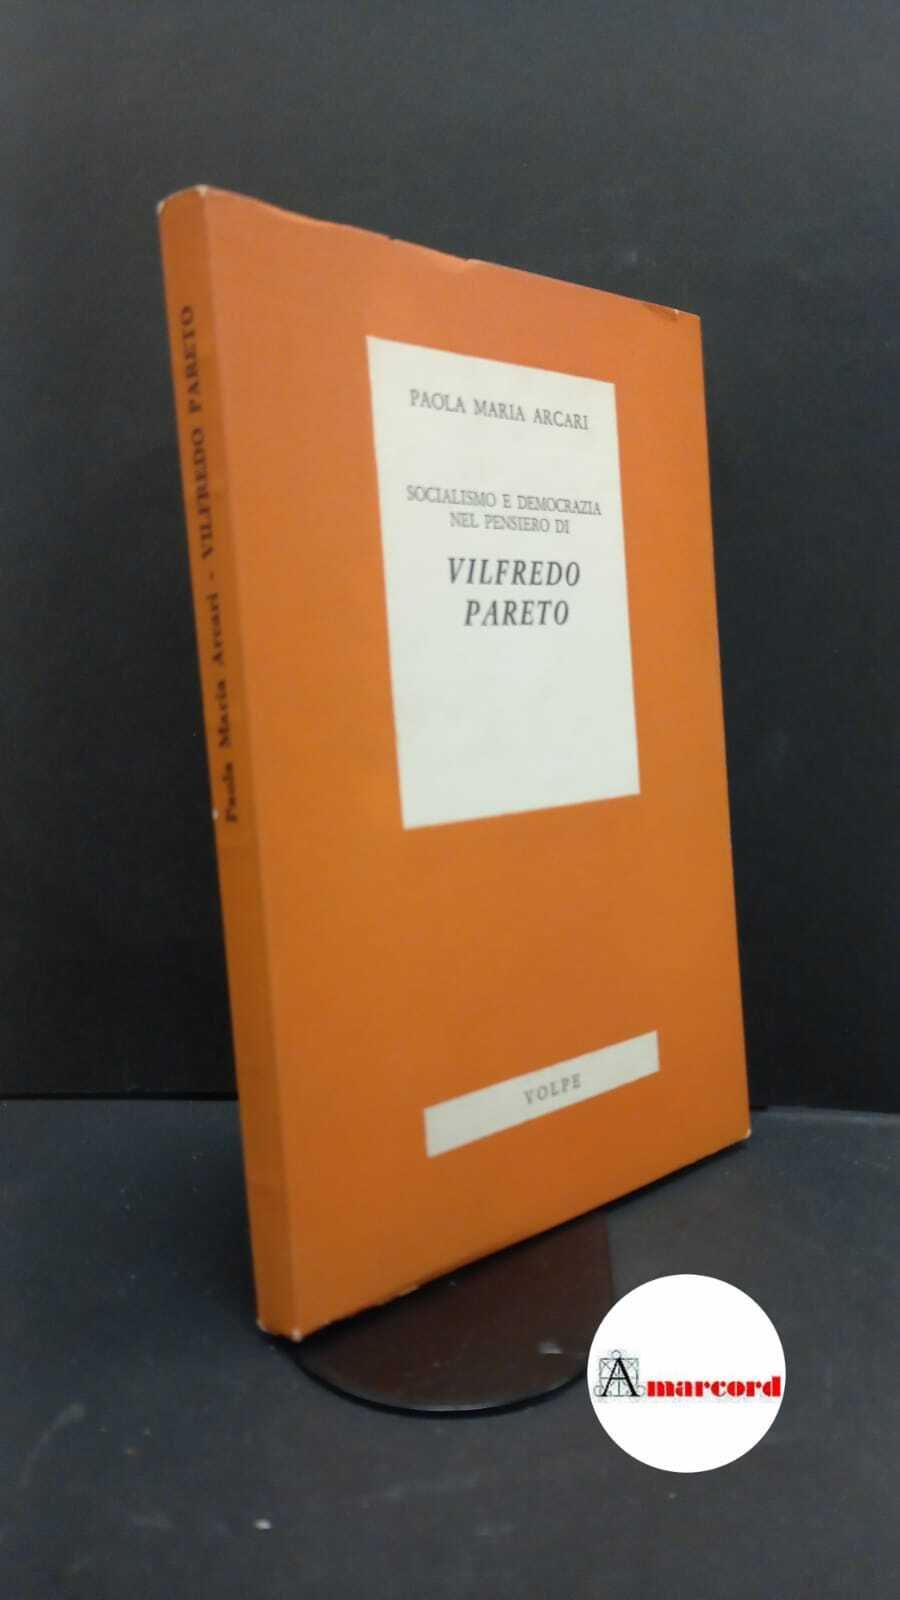 Paola Maria Arcari - VILFREDO PARETO
PAOLA MARIA ARCARI
SOCIALISMO E DEMOCRAZIA
NEL PENSIERO DI
VILFREDO
PARETO
VOLPE
Amarcord